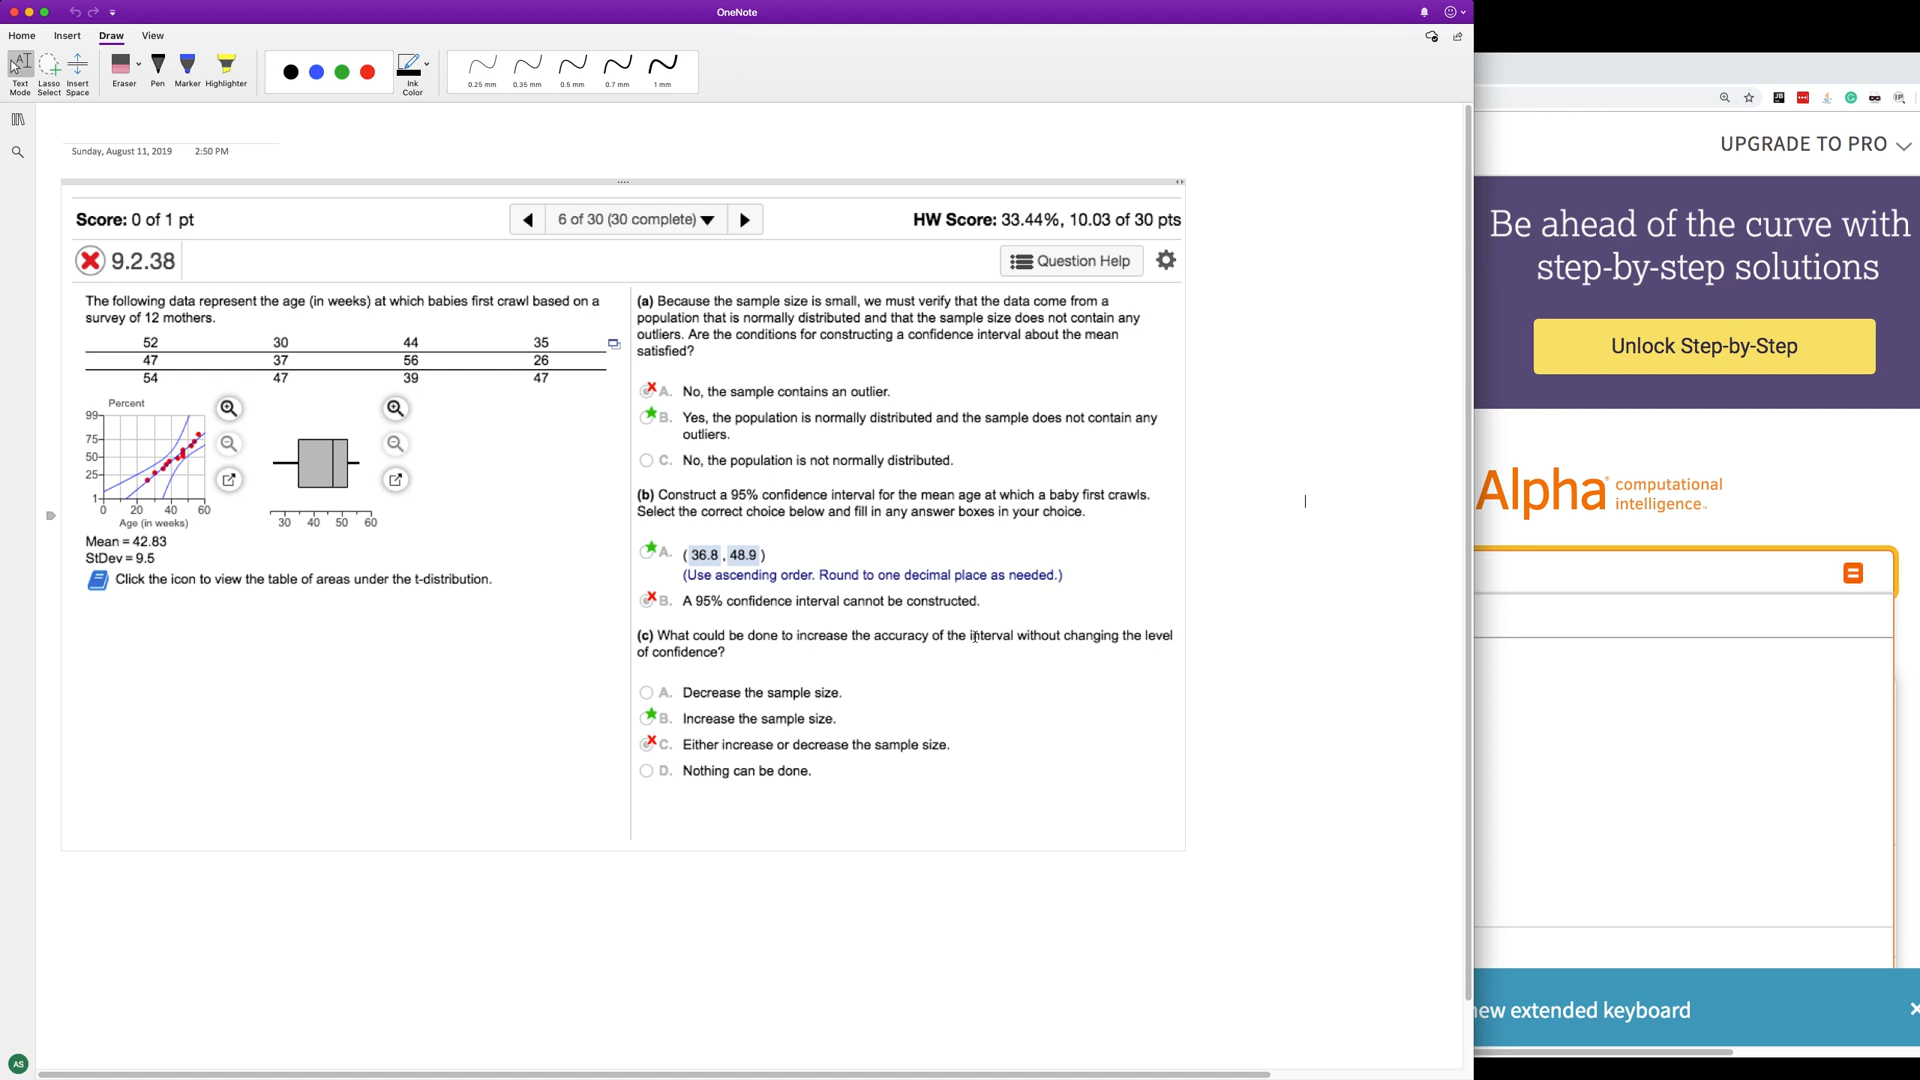 OneNote
Home Insert Draw View
Text Mode
Lasso Select
Insert Space
Eraser
Pen
Marker
Highlighter
Ink Color
0.25 mm 0.35 mm 0.5 mm 0.7 mm 1 mm
Sunday, August 11, 2019 2:50 PM
Score: 0 of 1 pt
6 of 30 (30 complete)
HW Score: 33.44%, 10.03 of 30 pts
9.2.38
Question Help
The following data represent the age (in weeks) at which babies first crawl based on a
survey of 12 mothers.
52 30 44 35
47 37 56 26
54 47 39 47
Percent
99
75
50
25
1
0 20 40 60
Age (in weeks)
30 40 50 60
Mean = 42.83
StDev = 9.5
Click the icon to view the table of areas under the t-distribution.
(a) Because the sample size is small, we must verify that the data come from a
population that is normally distributed and that the sample size does not contain any
outliers. Are the conditions for constructing a confidence interval about the mean
satisfied?
A. No, the sample contains an outlier.
B. Yes, the population is normally distributed and the sample does not contain any
outliers.
C. No, the population is not normally distributed.
(b) Construct a 95% confidence interval for the mean age at which a baby first crawls.
Select the correct choice below and fill in any answer boxes in your choice.
A. ( 36.8 , 48.9 )
(Use ascending order. Round to one decimal place as needed.)
B. A 95% confidence interval cannot be constructed.
(c) What could be done to increase the accuracy of the interval without changing the level
of confidence?
A. Decrease the sample size.
B. Increase the sample size.
C. Either increase or decrease the sample size.
D. Nothing can be done.
AS
UPGRADE TO PRO
Be ahead of the curve with
step-by-step solutions
Unlock Step-by-Step
Alpha computational
intelligence
new extended keyboard